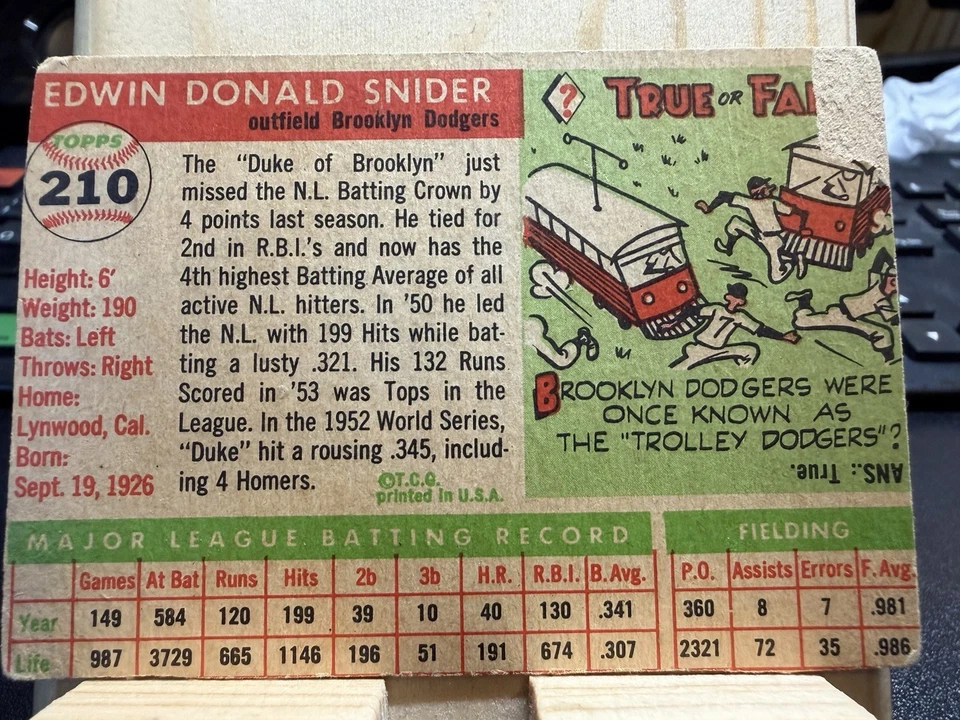 EDWIN DONALD SNIDER
outfield Brooklyn Dodgers
TOPPS
210
Height: 6'
Weight: 190
Bats: Left
Throws: Right
Home:
Lynwood, Cal.
Born:
Sept. 19, 1926
The "Duke of Brooklyn" just
missed the N.L. Batting Crown by
4 points last season. He tied for
2nd in R.B.I.'s and now has the
4th highest Batting Average of all
active N.L. hitters. In '50 he led
the N.L. with 199 Hits while bat-
ting a lusty .321. His 132 Runs
Scored in '53 was Tops in the
League. In the 1952 World Series,
"Duke" hit a rousing .345, includ-
ing 4 Homers.
©T.C.G.
printed in U.S.A.
?
TRUE OR FA
BROOKLYN DODGERS WERE
ONCE KNOWN AS
THE "TROLLEY DODGERS"?
ANS.: True.
MAJOR LEAGUE BATTING RECORD
FIELDING
Games At Bat Runs Hits 2b 3b H.R. R.B.I. B. Avg. P.O. Assists Errors F. Avg.
Year 149 584 120 199 39 10 40 130 .341 360 8 7 .981
Life 987 3729 665 1146 196 51 191 674 .307 2321 72 35 .986